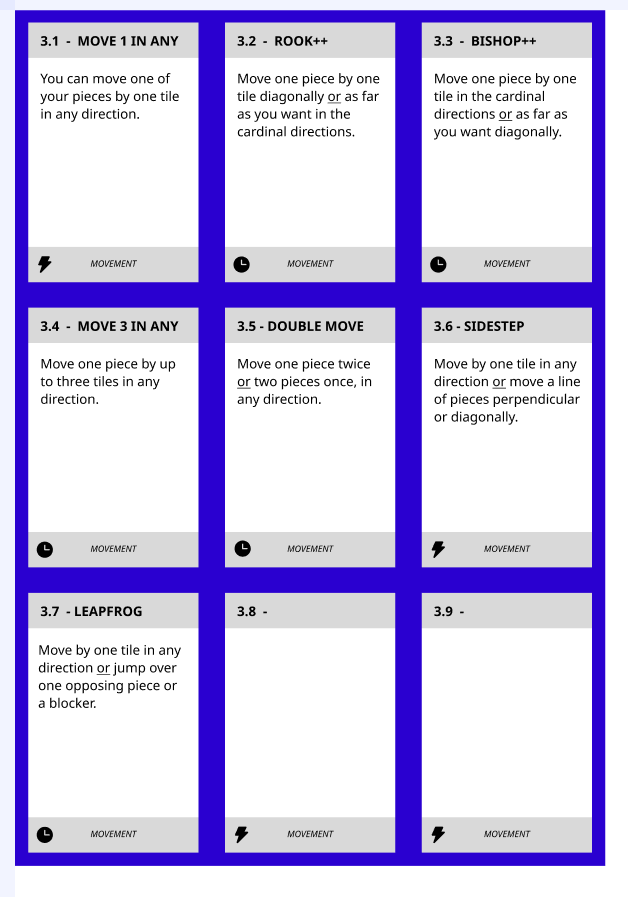 3.1 - MOVE 1 IN ANY
You can move one of
your pieces by one tile
in any direction.
MOVEMENT
3.2 - ROOK++
Move one piece by one
tile diagonally or as far
as you want in the
cardinal directions.
MOVEMENT
3.3 - BISHOP++
Move one piece by one
tile in the cardinal
directions or as far as
you want diagonally.
MOVEMENT
3.4 - MOVE 3 IN ANY
Move one piece by up
to three tiles in any
direction.
MOVEMENT
3.5 - DOUBLE MOVE
Move one piece twice
or two pieces once, in
any direction.
MOVEMENT
3.6 - SIDESTEP
Move by one tile in any
direction or move a line
of pieces perpendicular
or diagonally.
MOVEMENT
3.7 - LEAPFROG
Move by one tile in any
direction or jump over
one opposing piece or
a blocker.
MOVEMENT
3.8 -
MOVEMENT
3.9 -
MOVEMENT